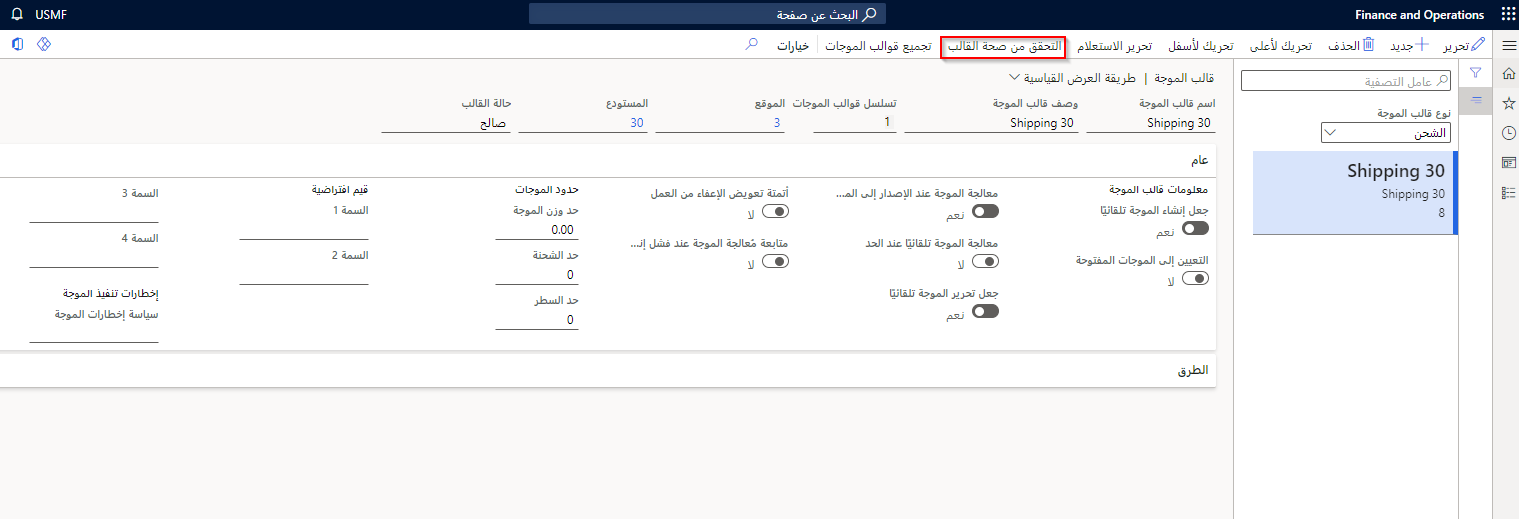 Finance and Operations
البحث عن صفحة
USMF
تحرير
جديد
الحذف
تحريك لأعلى
تحريك لأسفل
تحرير الاستعلام
التحقق من صحة القالب
تجميع قوالب الموجات
خيارات
عامل التصفية
نوع قالب الموجة
الشحن
Shipping 30
Shipping 30
8
قالب الموجة | طريقة العرض القياسية
اسم قالب الموجة
Shipping 30
وصف قالب الموجة
Shipping 30
تسلسل قوالب الموجات
1
الموقع
3
المستودع
30
حالة القالب
صالح
عام
معلومات قالب الموجة
جعل إنشاء الموجة تلقائيًا
نعم
التعيين إلى الموجات المفتوحة
لا
معالجة الموجة عند الإصدار إلى الم...
نعم
معالجة الموجة تلقائيًا عند الحد
لا
جعل تحرير الموجة تلقائيًا
نعم
أتمتة تعويض الإعفاء من العمل
لا
متابعة مُعالجة الموجة عند فشل إن...
لا
حدود الموجات
حد وزن الموجة
0.00
حد الشحنة
0
حد السطر
0
قيم افتراضية
السمة 1
السمة 2
السمة 3
السمة 4
إخطارات تنفيذ الموجة
سياسة إخطارات الموجة
الطرق